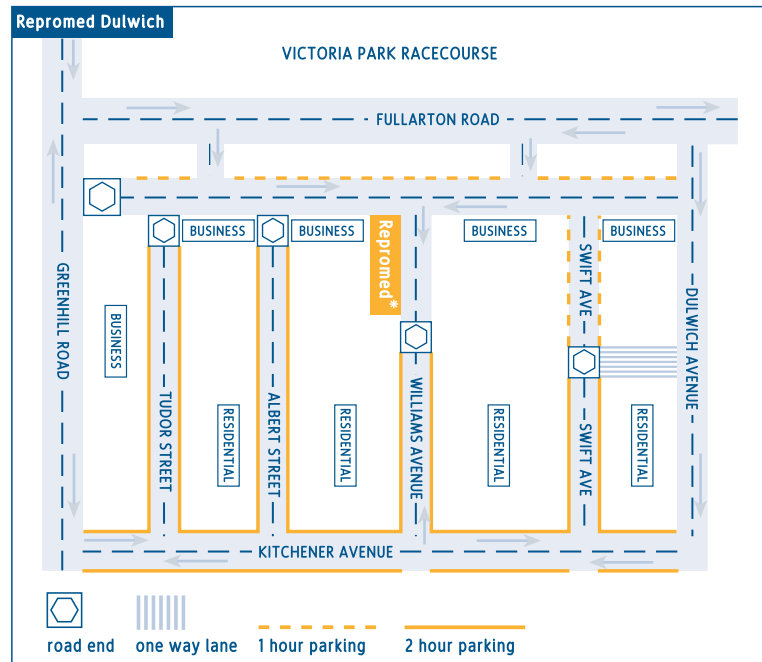 Repromed Dulwich
VICTORIA PARK RACECOURSE
FULLARTON ROAD
BUSINESS
BUSINESS
Repromed*
BUSINESS
BUSINESS
SWIFT AVE
GREENHILL ROAD
BUSINESS
DULWICH AVENUE
TUDOR STREET
RESIDENTIAL
ALBERT STREET
RESIDENTIAL
WILLIAMS AVENUE
RESIDENTIAL
SWIFT AVE
RESIDENTIAL
KITCHENER AVENUE
road end
one way lane
1 hour parking
2 hour parking